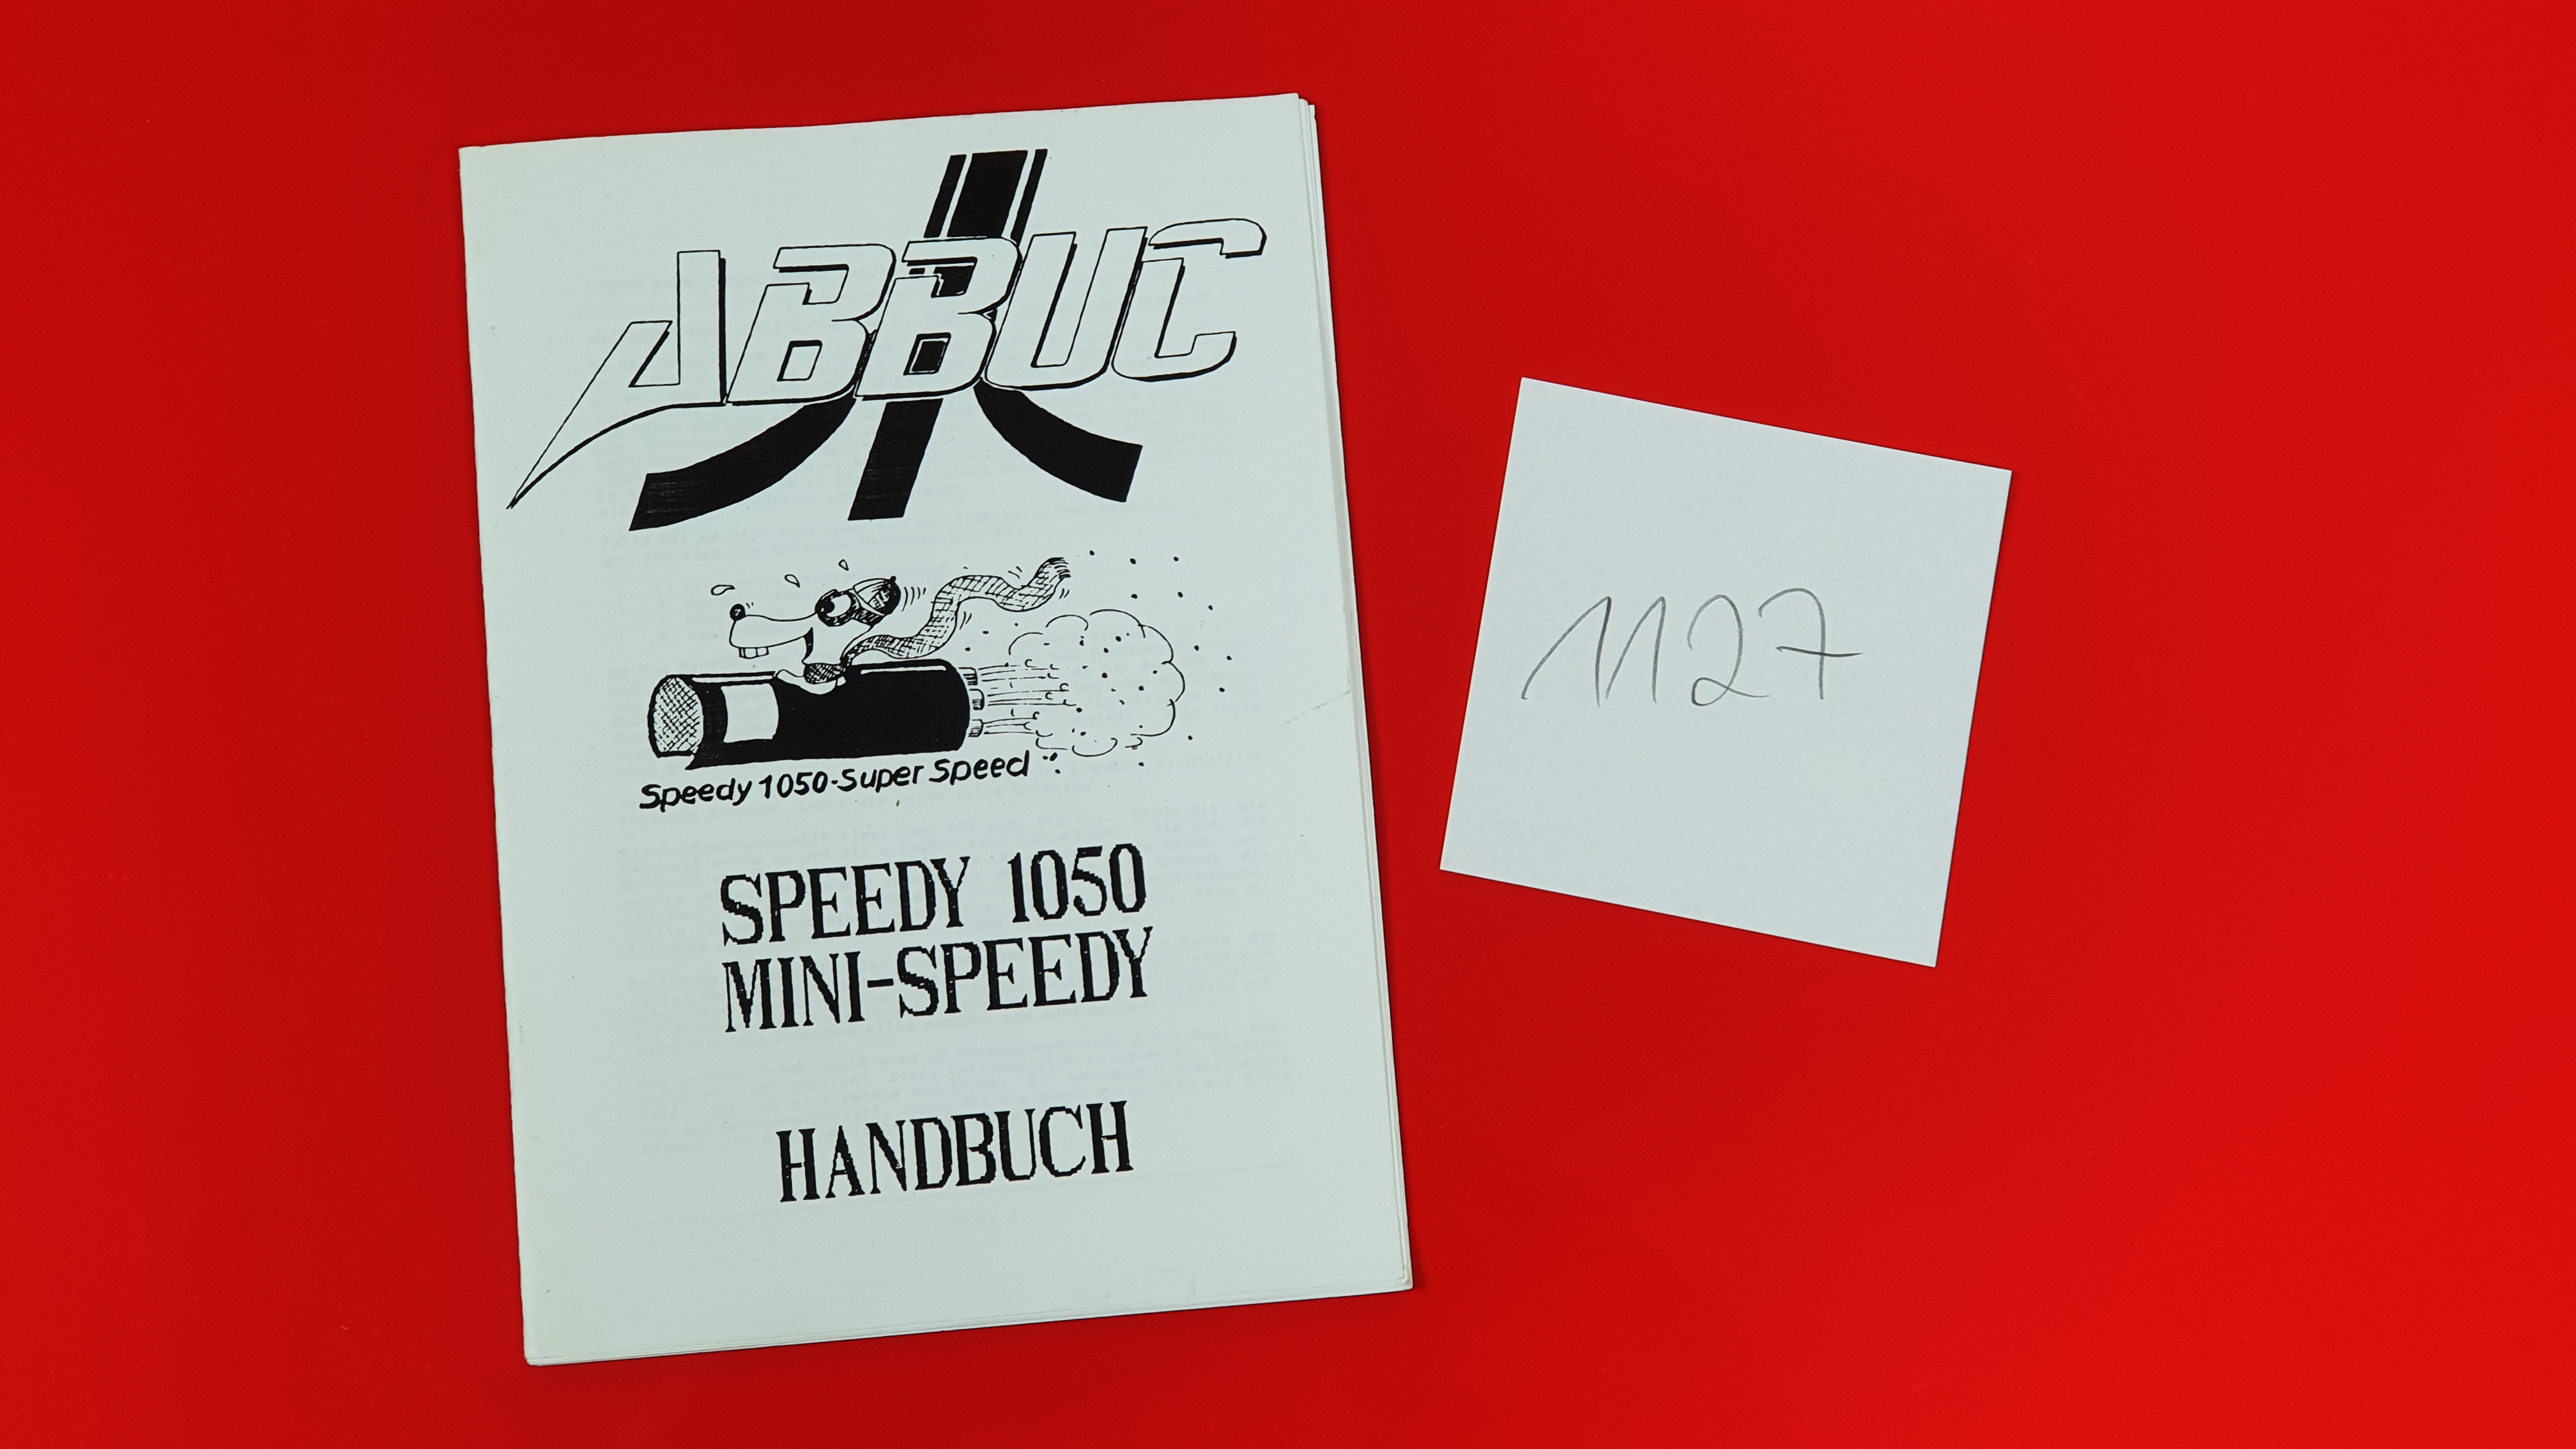 ABBUC
Speedy 1050-Super Speed
SPEEDY 1050
MINI-SPEEDY
HANDBUCH
1127